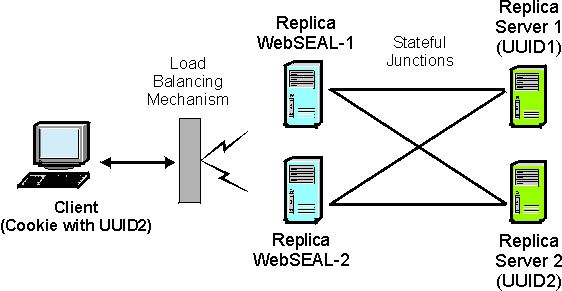 Replica
WebSEAL-1
Stateful
Junctions
Replica
Server 1
(UUID1)
Load
Balancing
Mechanism
Client
(Cookie with UUID2)
Replica
WebSEAL-2
Replica
Server 2
(UUID2)